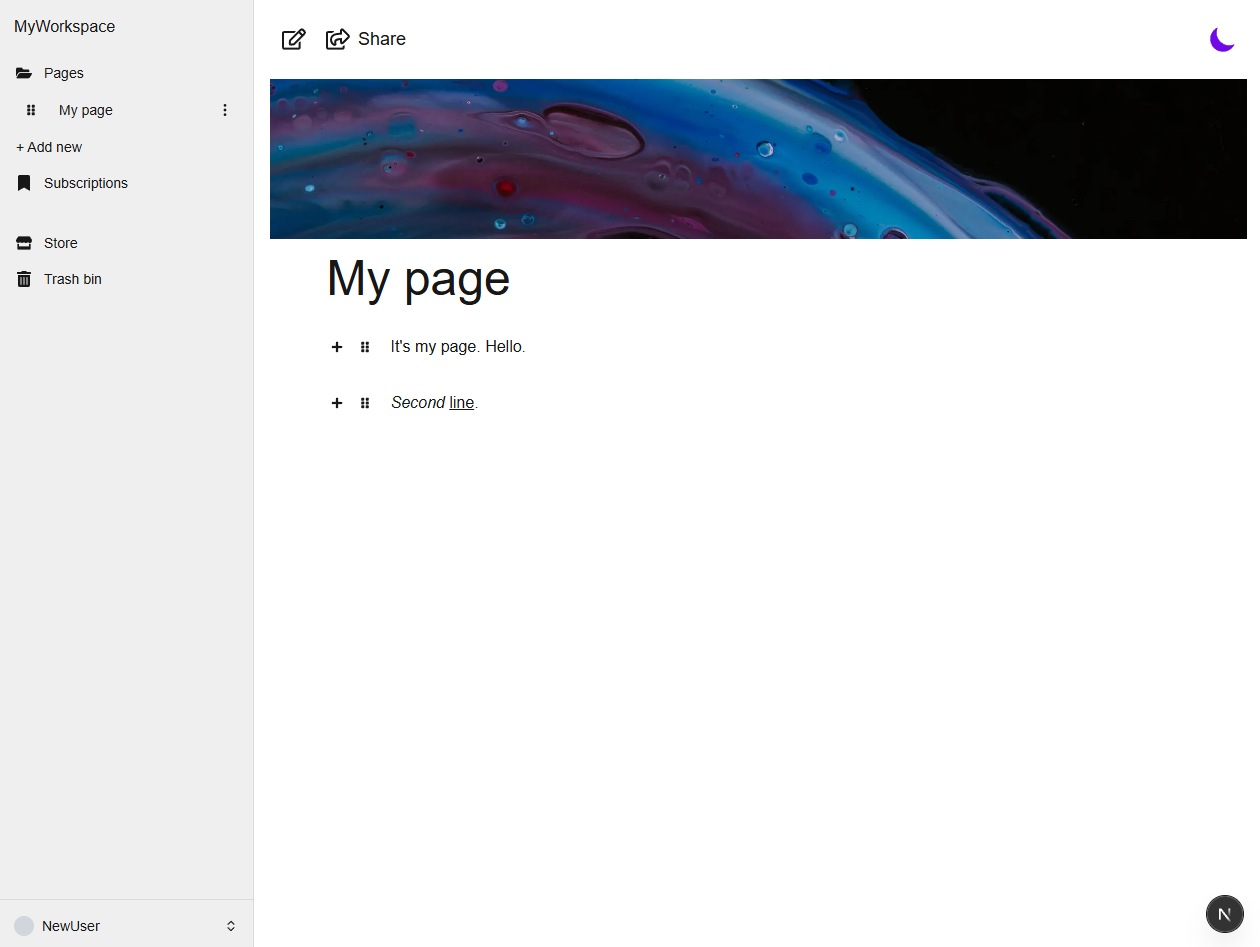 MyWorkspace
Pages
My page
+ Add new
Subscriptions
Store
Trash bin
NewUser
Share
My page
It's my page. Hello.
Second line.
N